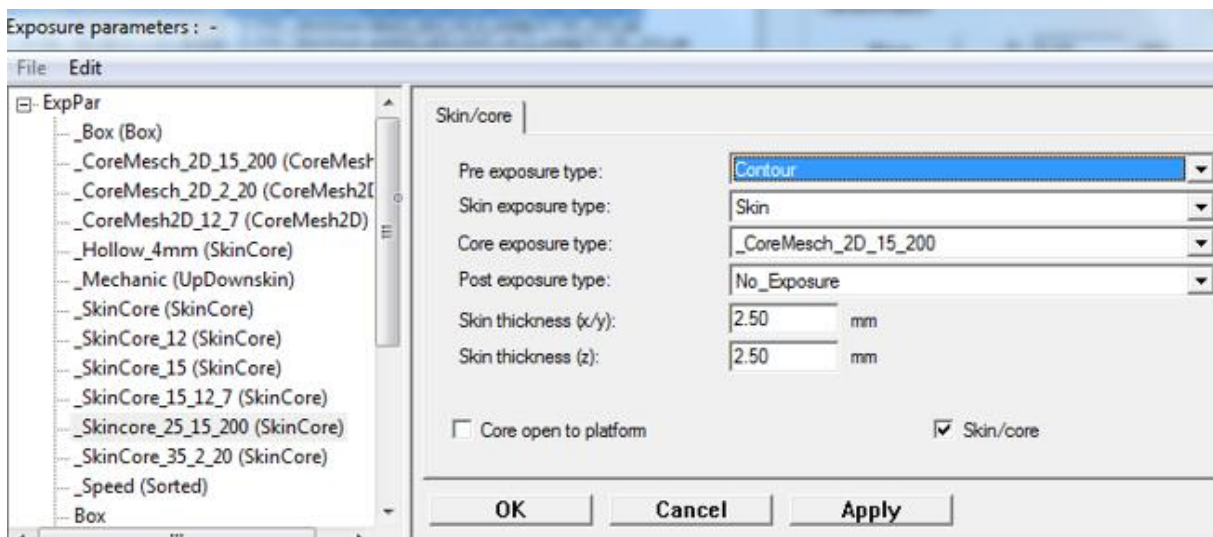 Exposure parameters : -
File Edit
ExpPar
_Box (Box)
_CoreMesch_2D_15_200 (CoreMesh
_CoreMesch_2D_2_20 (CoreMesh2D
_CoreMesh2D_12_7 (CoreMesh2D)
_Hollow_4mm (SkinCore)
_Mechanic (UpDownskin)
_SkinCore (SkinCore)
_SkinCore_12 (SkinCore)
_SkinCore_15 (SkinCore)
_SkinCore_15_12_7 (SkinCore)
_Skincore_25_15_200 (SkinCore)
_SkinCore_35_2_20 (SkinCore)
_Speed (Sorted)
Box
Skin/core
Pre exposure type: Contour
Skin exposure type: Skin
Core exposure type: _CoreMesch_2D_15_200
Post exposure type: No_Exposure
Skin thickness (x/y): 2.50 mm
Skin thickness (z): 2.50 mm
Core open to platform Skin/core
OK Cancel Apply